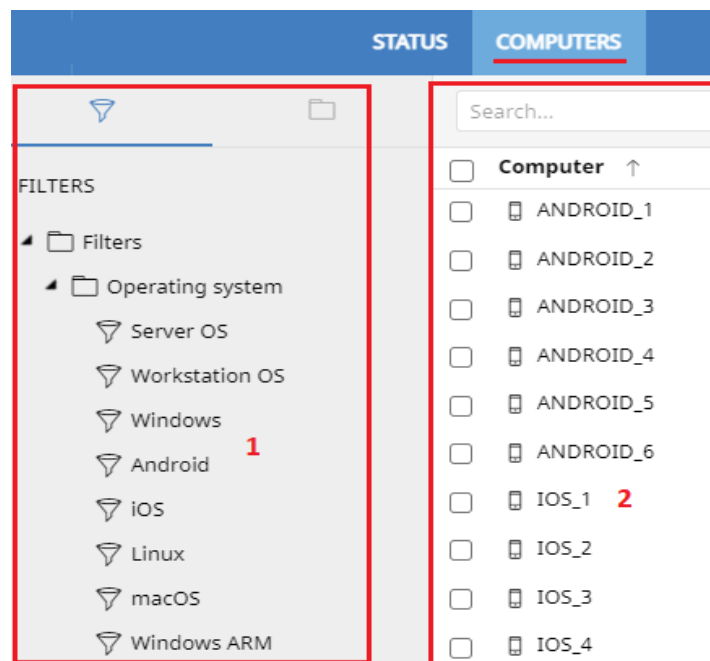 STATUS COMPUTERS
FILTERS
Filters
Operating system
Server OS
Workstation OS
Windows
Android
iOS
Linux
macOS
Windows ARM
1
Search...
Computer ↑
ANDROID_1
ANDROID_2
ANDROID_3
ANDROID_4
ANDROID_5
ANDROID_6
IOS_1 2
IOS_2
IOS_3
IOS_4